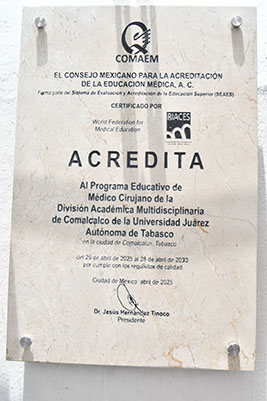 COMAEM
EL CONSEJO MEXICANO PARA LA ACREDITACIÓN
DE LA EDUCACIÓN MÉDICA, A. C.
Forma parte del Sistema de Evaluación y Acreditación de la Educación Superior (SEAES)
CERTIFICADO POR
World Federation for
Medical Education
RIACES
ACREDITA
Al Programa Educativo de
Médico Cirujano de la
División Académica Multidisciplinaria
de Comalcalco de la Universidad Juárez
Autónoma de Tabasco
en la ciudad de Comalcalco, Tabasco
del 29 de abril de 2025 al 28 de abril de 2030
por cumplir con los requisitos de calidad.
Ciudad de México abril de 2025
Dr. Jesús Hernández Tinoco
Presidente